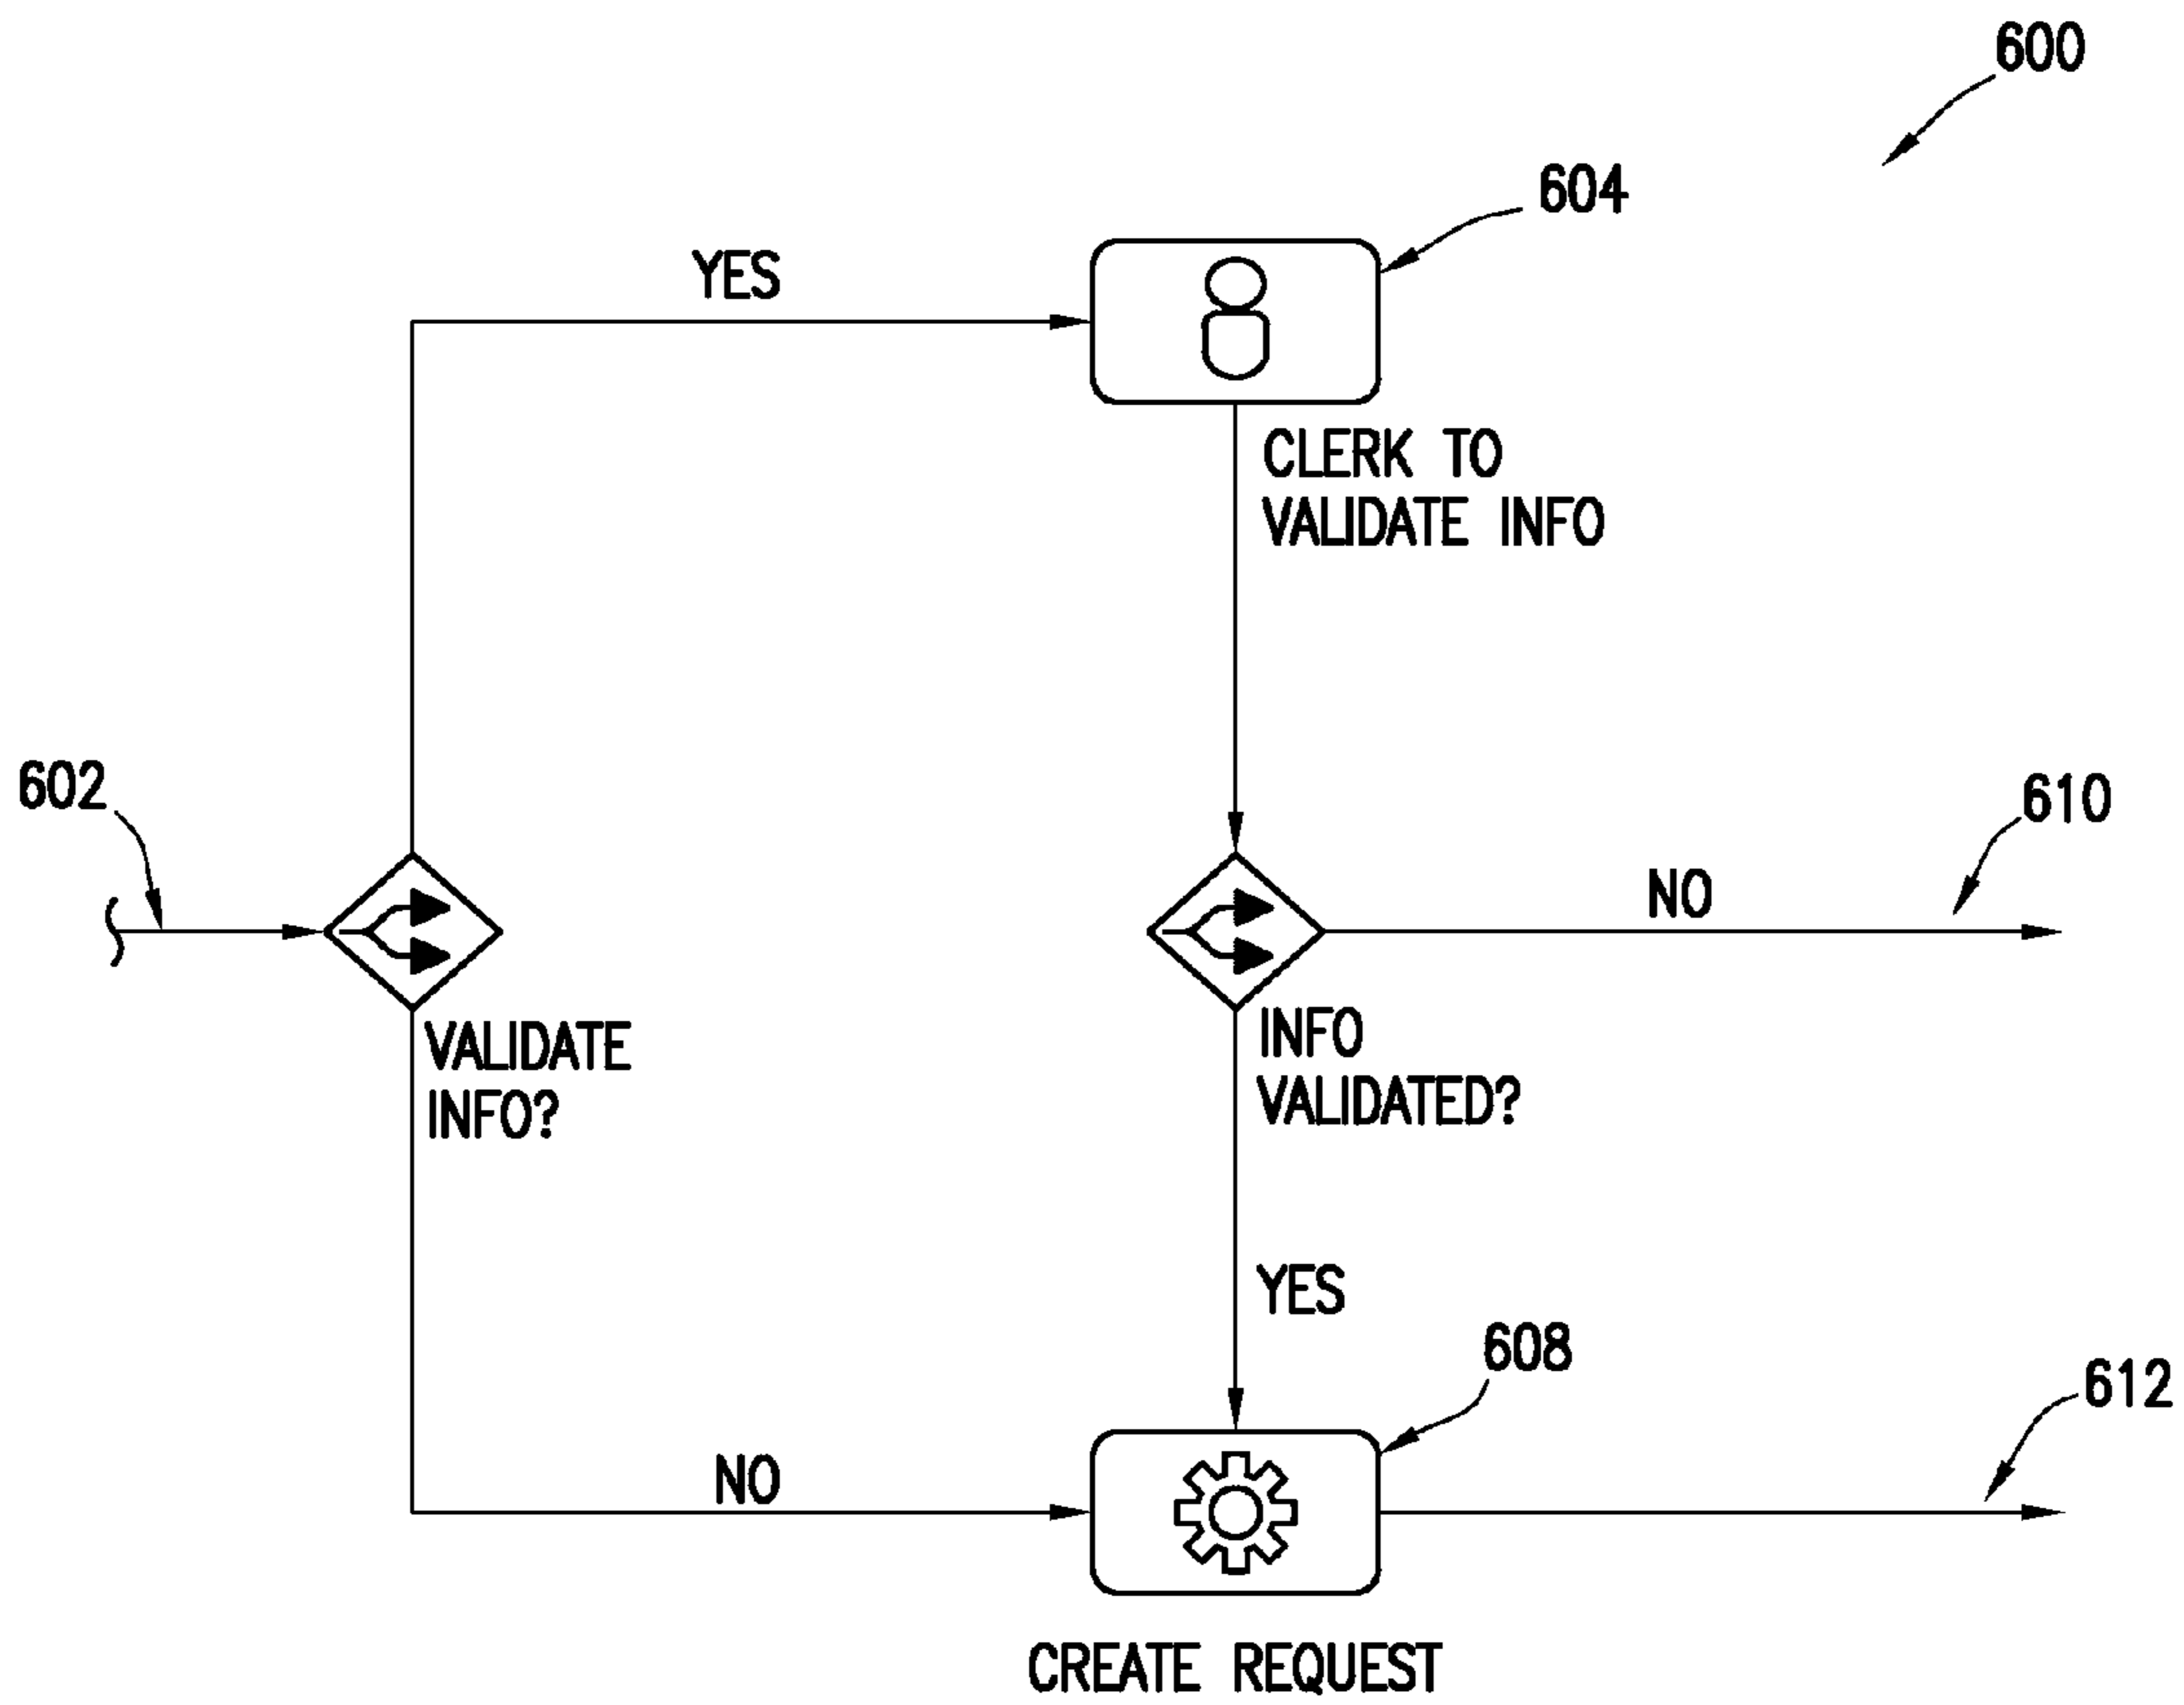 600
604
YES
CLERK TO
VALIDATE INFO
602
610
NO
VALIDATE
INFO?
INFO
VALIDATED?
YES
608
612
NO
CREATE REQUEST